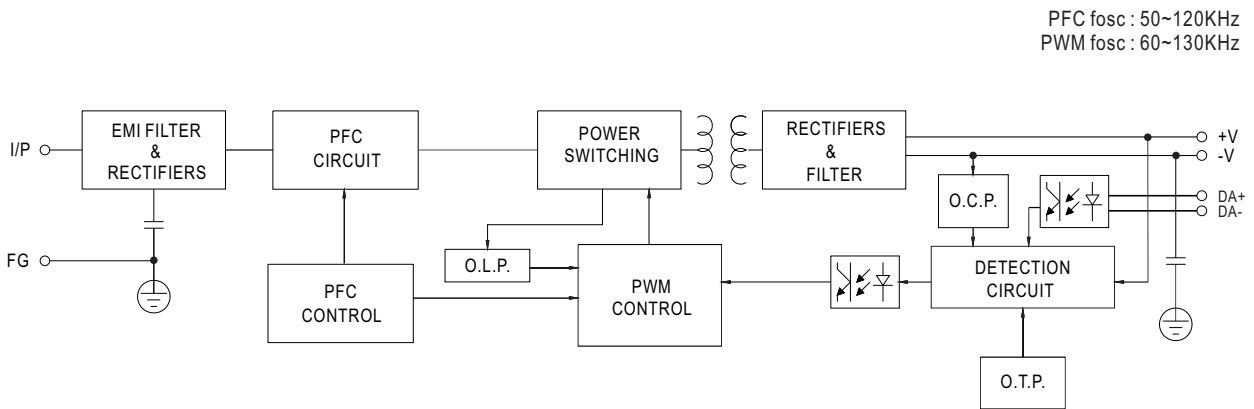 PFC fosc : 50~120KHz
PWM fosc : 60~130KHz
I/P
EMI FILTER
&
RECTIFIERS
PFC
CIRCUIT
POWER
SWITCHING
RECTIFIERS
&
FILTER
+V
-V
O.C.P.
DA+
DA-
FG
O.L.P.
PFC
CONTROL
PWM
CONTROL
DETECTION
CIRCUIT
O.T.P.